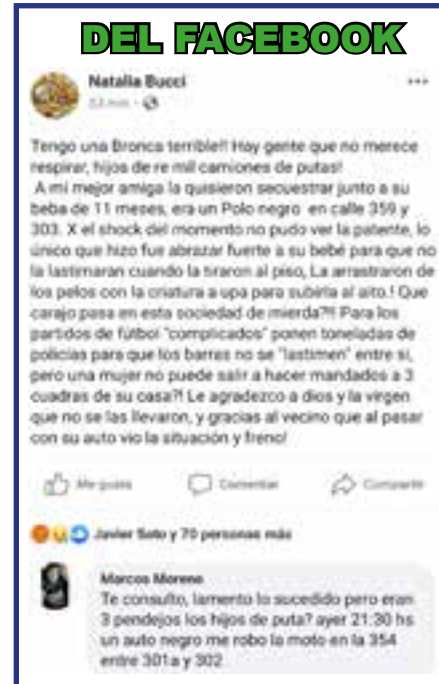 DEL FACEBOOK
Natalia Bucci
53 min ·
Tengo una Bronca terrible!! Hay gente que no merece
respirar, hijos de re mil camiones de putas!
A mi mejor amiga la quisieron secuestrar junto a su
beba de 11 meses, era un Polo negro en calle 359 y
303. X el shock del momento no pudo ver la patente, lo
único que hizo fue abrazar fuerte a su bebé para que no
la lastimaran cuando la tiraron al piso, La arrastraron de
los pelos con la criatura a upa para subirla al aito.! Que
carajo pasa en esta sociedad de mierda?!! Para los
partidos de fútbol "complicados" ponen toneladas de
policías para que los barras no se "lastimen" entre si,
pero una mujer no puede salir a hacer mandados a 3
cuadras de su casa?! Le agradezco a dios y la virgen
que no se las llevaron, y gracias al vecino que al pasar
con su auto vio la situación y freno!
Me gusta Comentar Compartir
Javier Soto y 70 personas más
Marcos Moreno
Te consulto, lamento lo sucedido pero eran
3 pendejos los hijos de puta? ayer 21:30 hs
un auto negro me robo la moto en la 354
entre 301a y 302